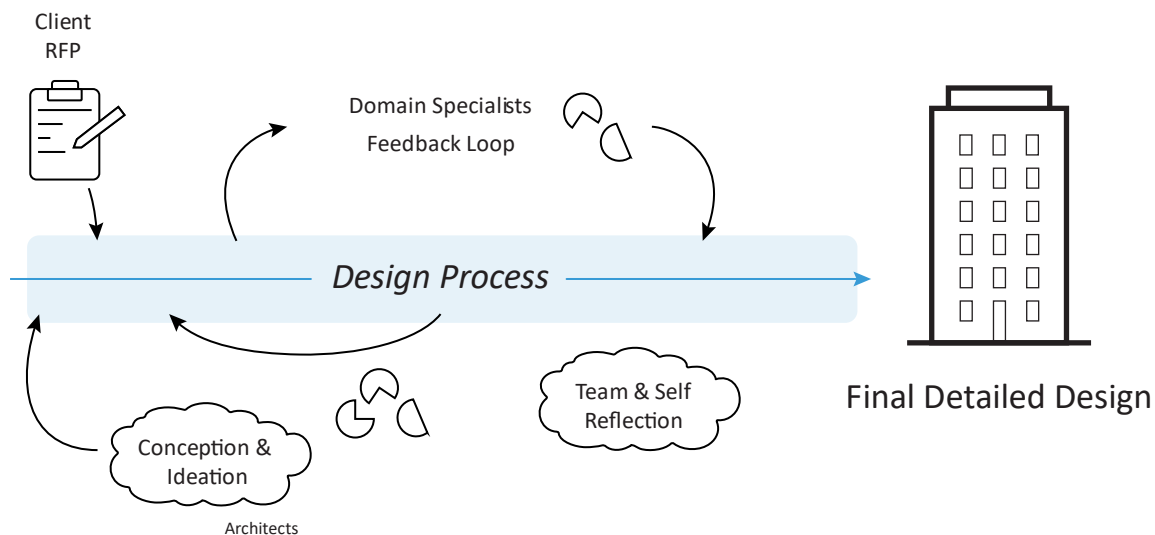 Client
RFP
Domain Specialists
Feedback Loop
Design Process
Team & Self
Reflection
Final Detailed Design
Conception &
Ideation
Architects